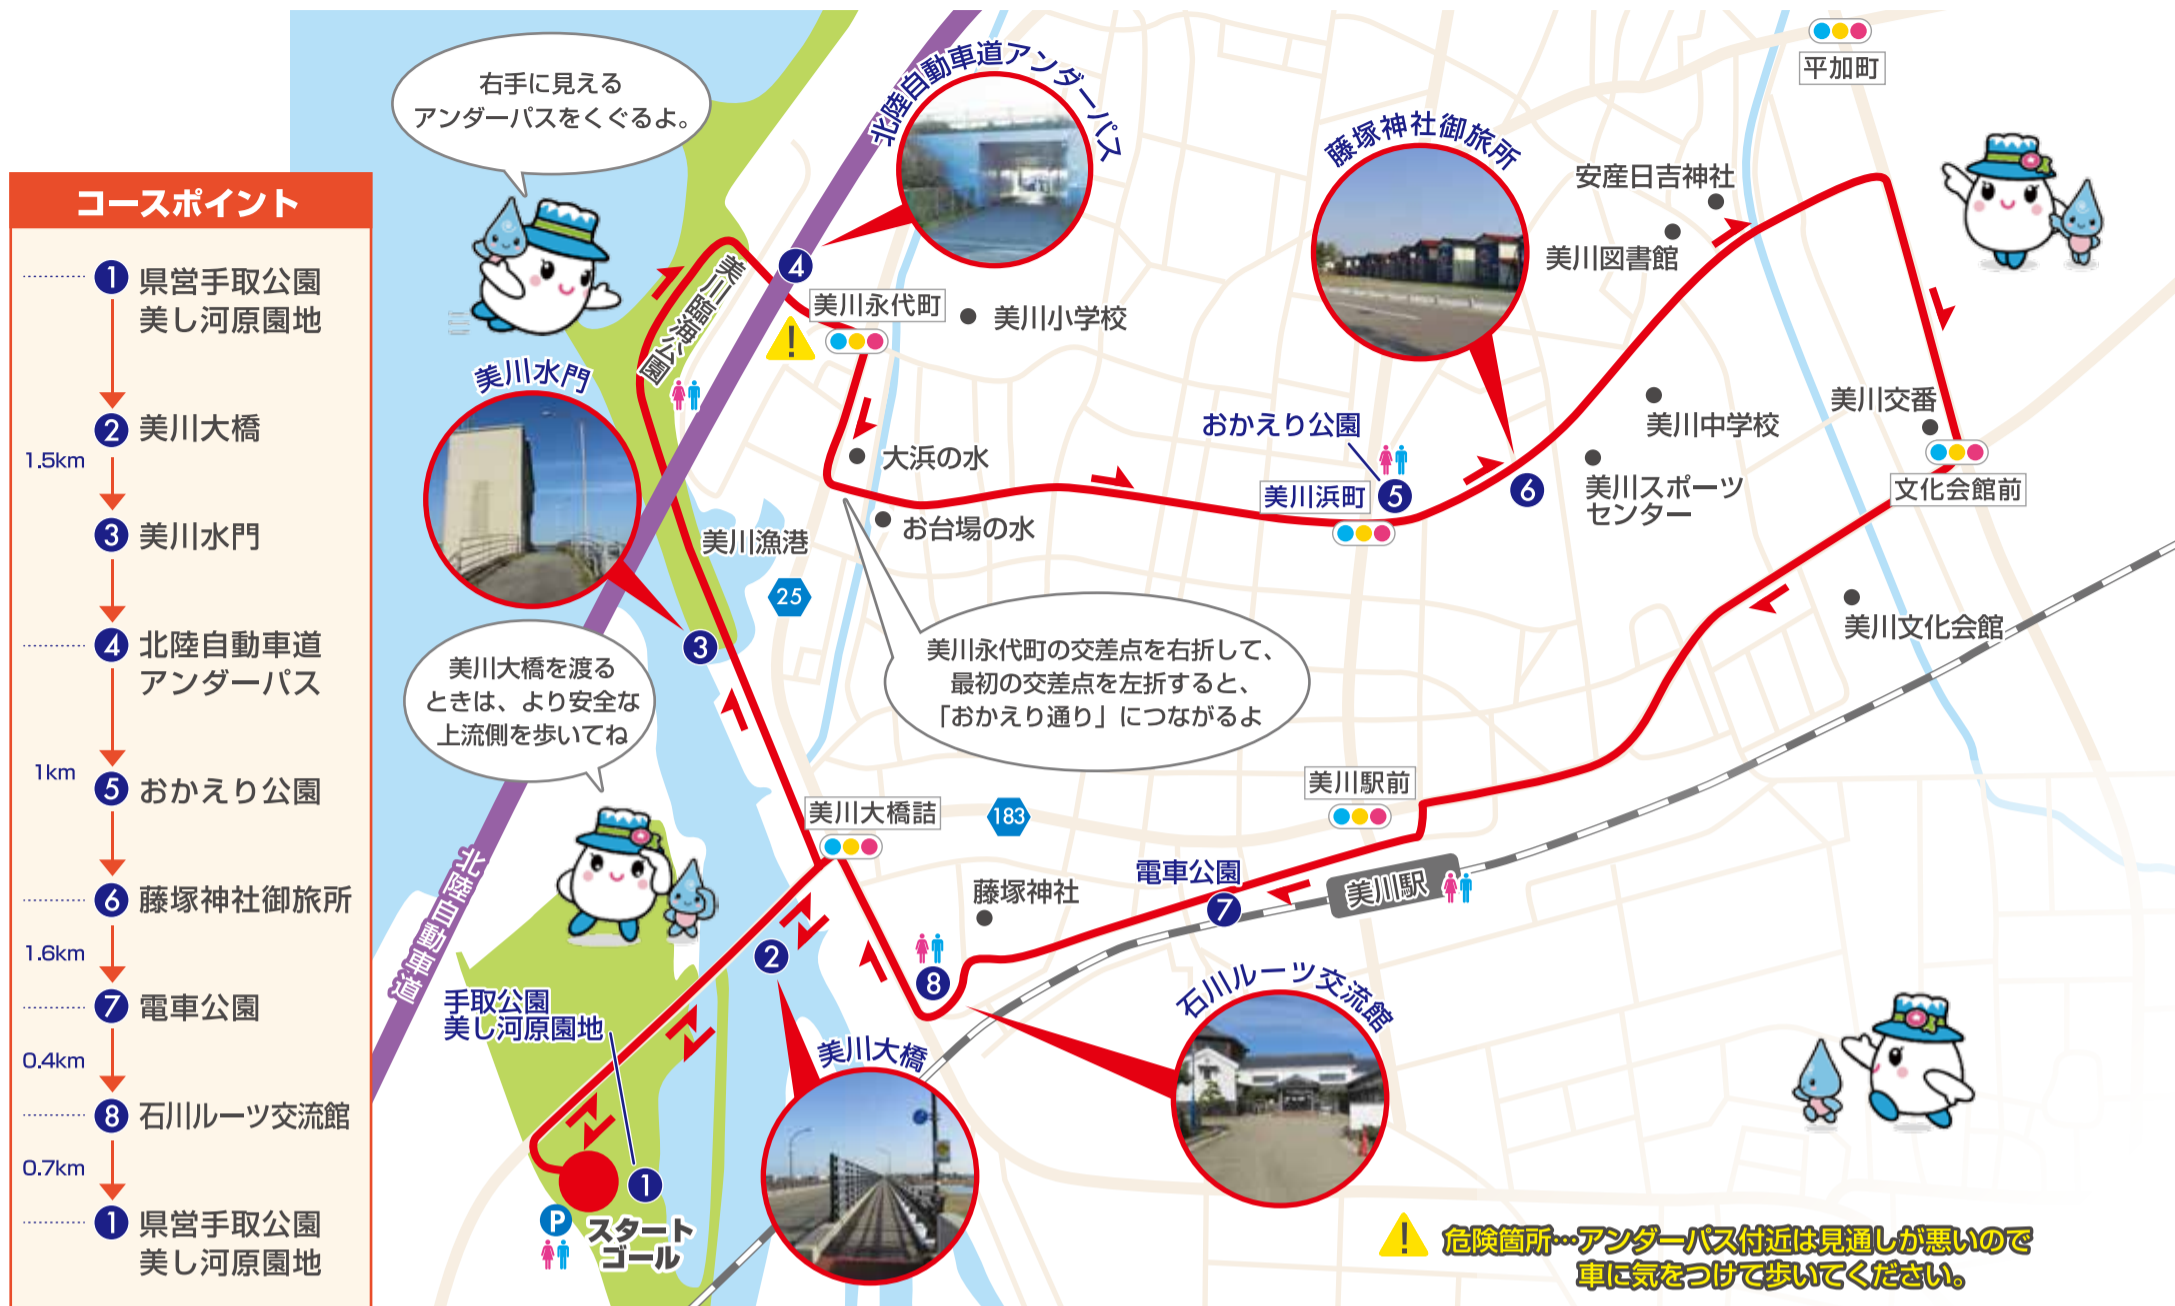 コースポイント
1 県営手取公園
美し河原園地
2 美川大橋
1.5km
3 美川水門
4 北陸自動車道
アンダーパス
1km
5 おかえり公園
6 藤塚神社御旅所
1.6km
7 電車公園
0.4km
8 石川ルーツ交流館
0.7km
1 県営手取公園
美し河原園地
右手に見える
アンダーパスをくぐるよ。
北陸自動車道アンダーパス
4
美川臨海公園
美川永代町
美川小学校
美川水門
3
大浜の水
お台場の水
美川漁港
25
美川大橋を渡る
ときは、より安全な
上流側を歩いてね
美川永代町の交差点を右折して、
最初の交差点を左折すると、
「おかえり通り」につながるよ
藤塚神社御旅所
6
おかえり公園
美川浜町
5
平加町
安産日吉神社
美川図書館
美川中学校
美川スポーツ
センター
美川交番
文化会館前
美川文化会館
美川駅前
183
美川大橋詰
電車公園
7
美川駅
藤塚神社
8
石川ルーツ交流館
2
美川大橋
北陸自動車道
手取公園
美し河原園地
1
P
スタート
ゴール
危険箇所…アンダーパス付近は見通しが悪いので
車に気をつけて歩いてください。